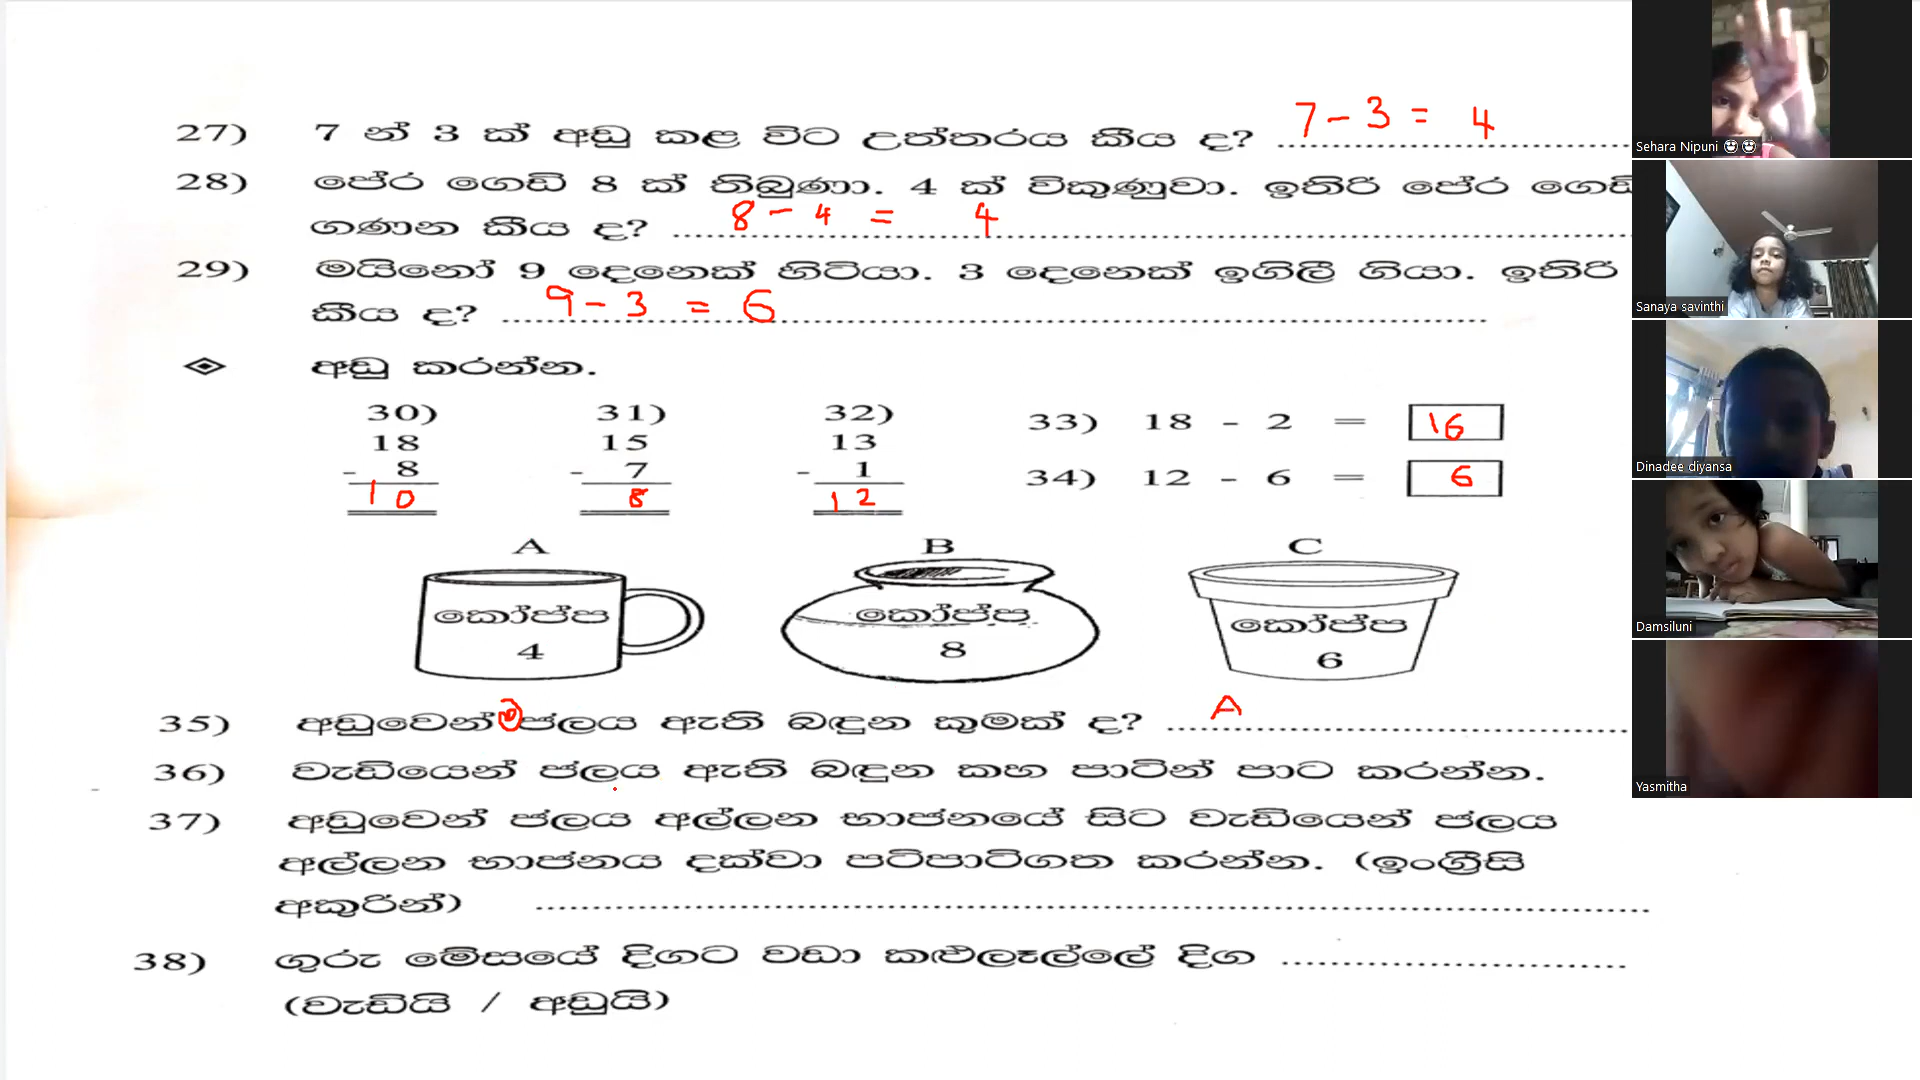 27) 7 න් 3 ක් අඩු කළ විට උත්තරය කීය ද? 7 - 3 = 4
28) පේර ගෙඩි 8 ක් තිබුණා. 4 ක් විකුණුවා. ඉතිරි පේර ගෙඩි
ගණන කීය ද? 8 - 4 = 4
29) මයිනෝ 9 දෙනෙක් හිටියා. 3 දෙනෙක් ඉගිලී ගියා. ඉතිරි
කීය ද? 9 - 3 = 6
අඩු කරන්න.
30) 31) 32)
18 15 13 33) 18 - 2 = 16
- 8 - 7 - 1 34) 12 - 6 = 6
10 8 12
A B C
කෝප්ප කෝප්ප කෝප්ප
4 8 6
35) අඩුවෙන් ම ජලය ඇති බඳුන කුමක් ද? A
36) වැඩියෙන් ජලය ඇති බඳුන කහ පාටින් පාට කරන්න.
37) අඩුවෙන් ජලය අල්ලන භාජනයේ සිට වැඩියෙන් ජලය
අල්ලන භාජනය දක්වා පටිපාටිගත කරන්න. (ඉංග්‍රීසි
අකුරින්)
38) ගුරු මේසයේ දිගට වඩා කළුලෑල්ලේ දිග
(වැඩියි / අඩුයි)
Sehara Nipuni 😍😍
Sanaya savinthi
Dinadee diyansa
Damsiluni
Yasmitha